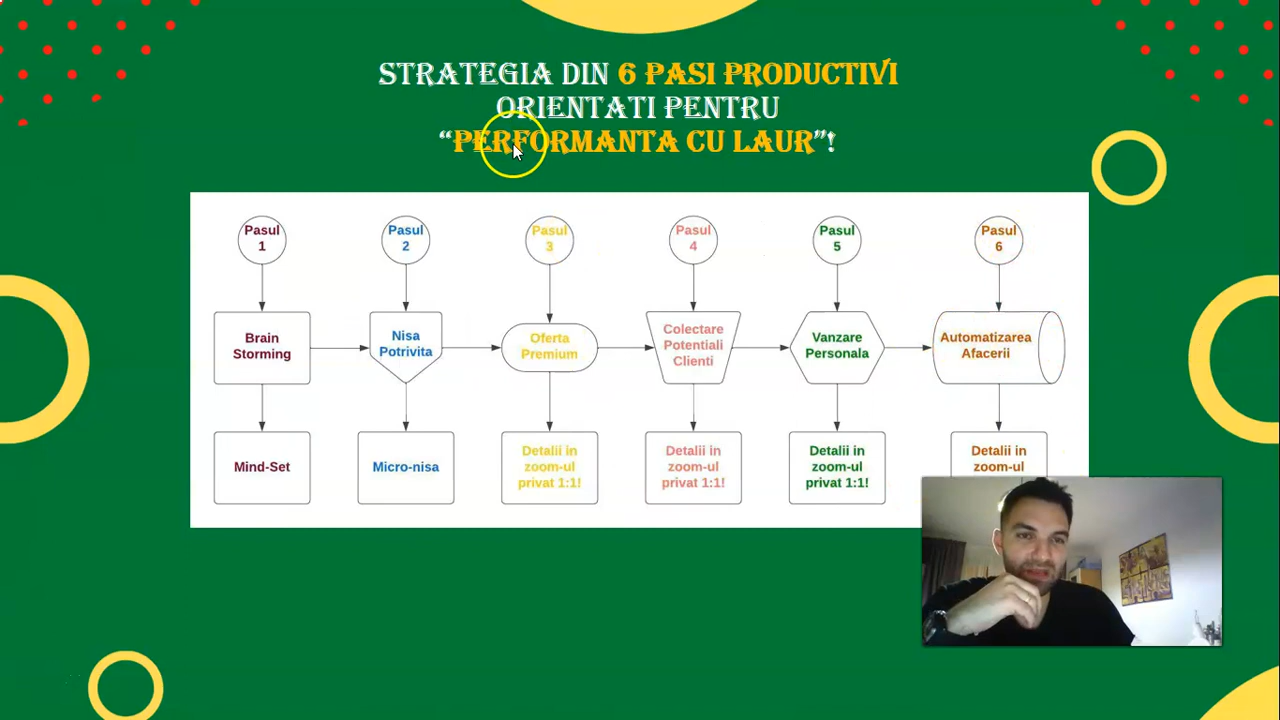 STRATEGIA DIN 6 PASI PRODUCTIVI
ORIENTATI PENTRU
“PERFORMANTA CU LAUR”!
Pasul
1
Pasul
2
Pasul
3
Pasul
4
Pasul
5
Pasul
6
Brain
Storming
Nisa
Potrivita
Oferta
Premium
Colectare
Potentiali
Clienti
Vanzare
Personala
Automatizarea
Afacerii
Mind-Set
Micro-nisa
Detalii in
zoom-ul
privat 1:1!
Detalii in
zoom-ul
privat 1:1!
Detalii in
zoom-ul
privat 1:1!
Detalii in
zoom-ul